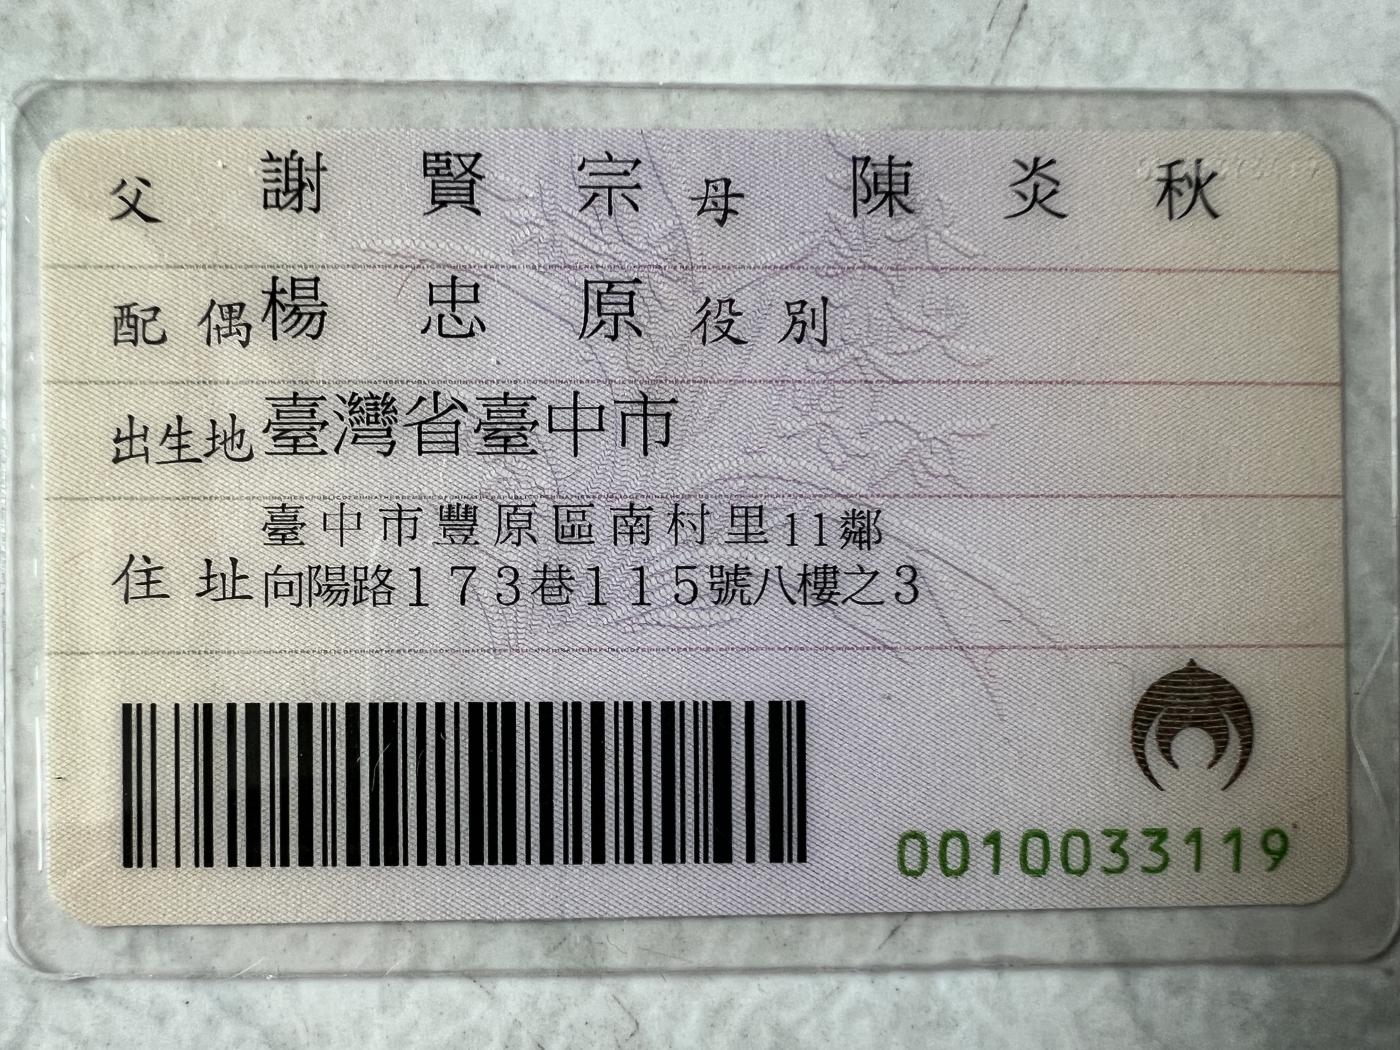 父 謝賢宗 母 陳炎秋
配偶 楊忠原 役別
出生地 臺灣省臺中市
住址 臺中市豐原區南村里11鄰
向陽路173巷115號八樓之3
0010033119